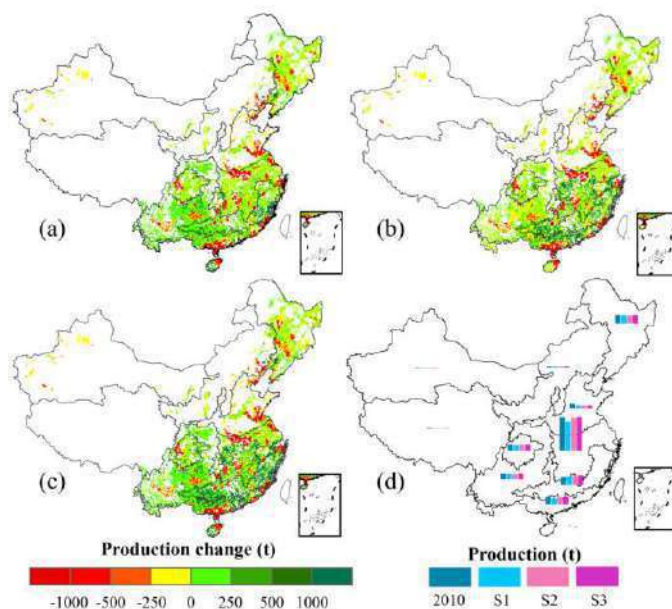 (a)
(b)
(c)
(d)
Production change (t)
-1000 -500 -250 0 250 500 1000
Production (t)
2010 S1 S2 S3